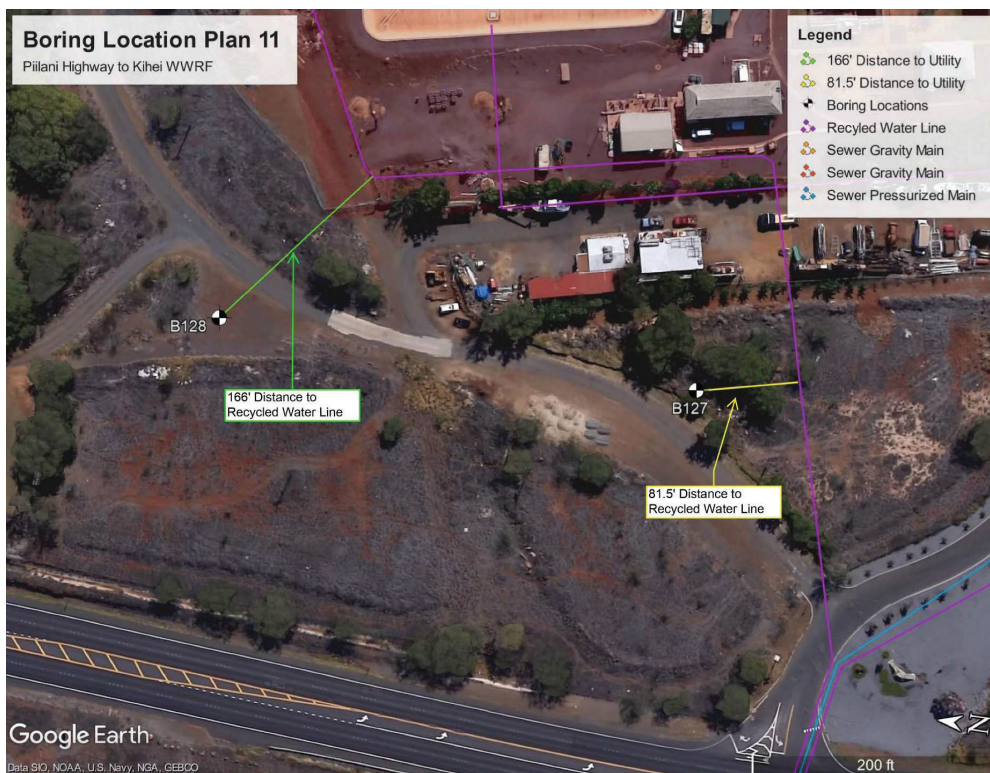 Boring Location Plan 11
Piilani Highway to Kihei WWRF
Legend
166' Distance to Utility
81.5' Distance to Utility
Boring Locations
Recyled Water Line
Sewer Gravity Main
Sewer Gravity Main
Sewer Pressurized Main
B128
166' Distance to
Recycled Water Line
B127
81.5' Distance to
Recycled Water Line
Google Earth
Data SIO, NOAA, U.S. Navy, NGA, GEBCO
N
200 ft